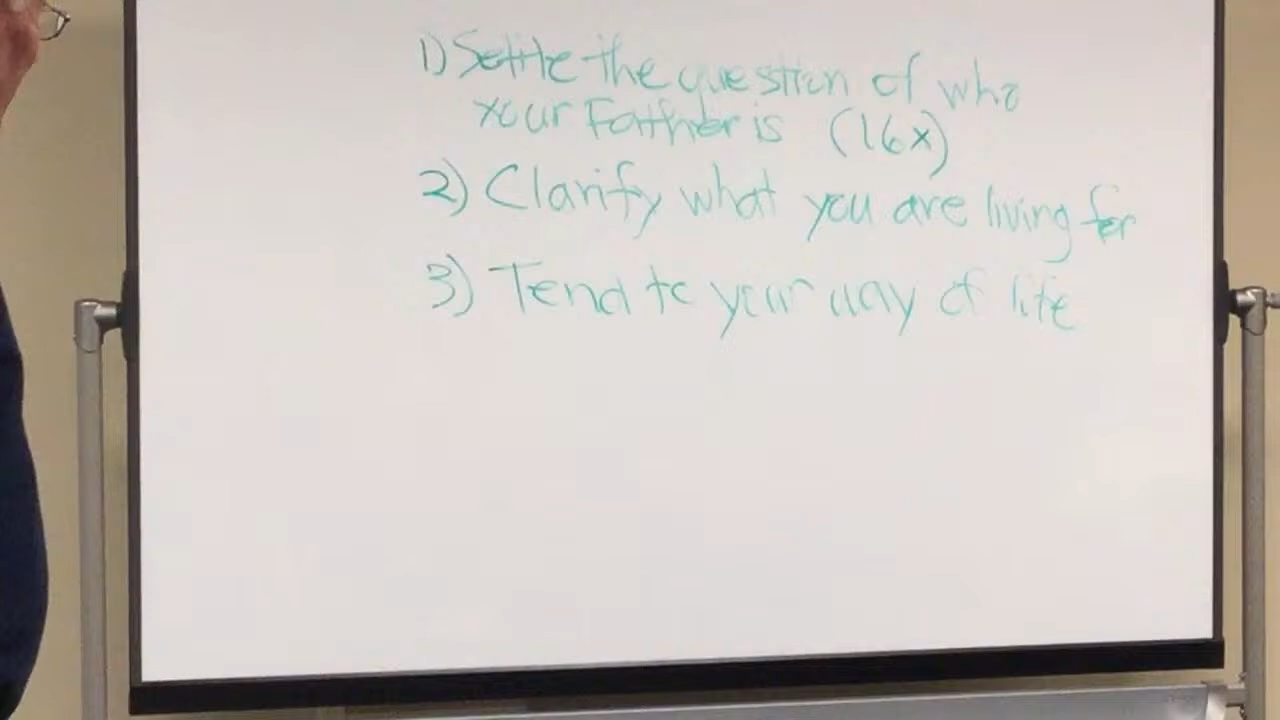 1) Settle the question of who
your Father is (16x)
2) Clarify what you are living for
3) Tend to your way of life